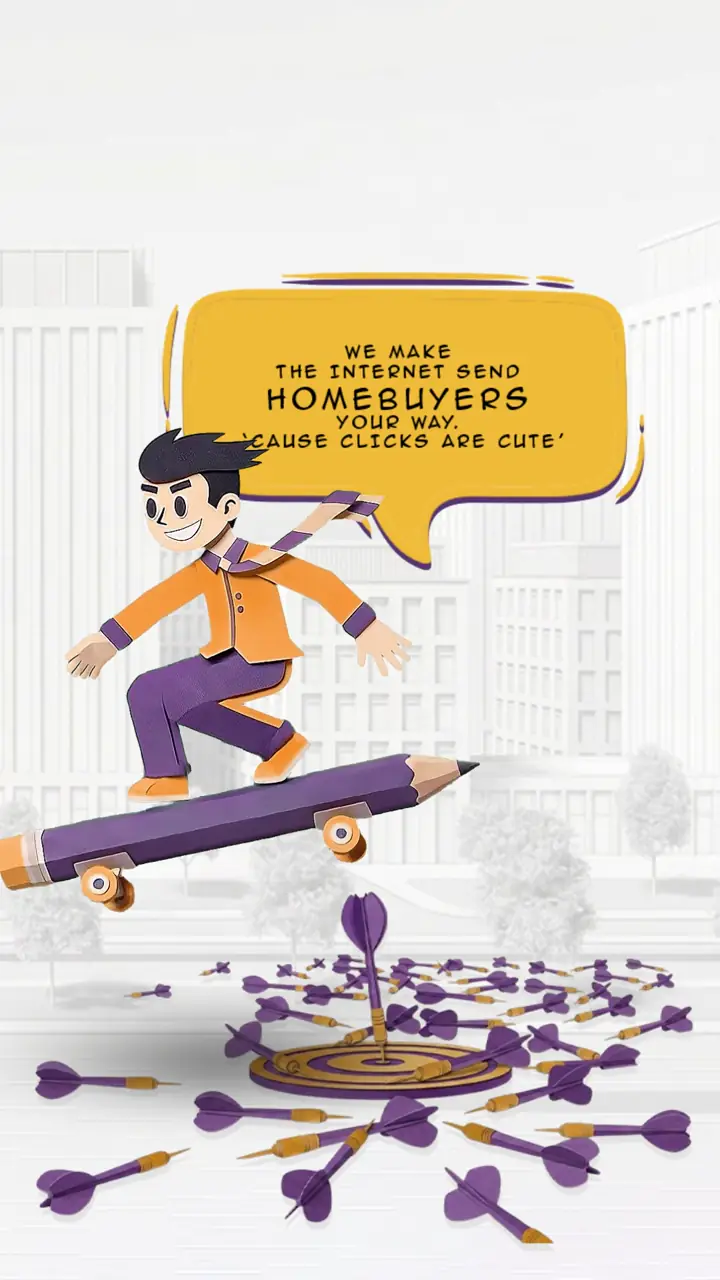 WE MAKE
THE INTERNET SEND
HOMEBUYERS
YOUR WAY.
'CAUSE CLICKS ARE CUTE'